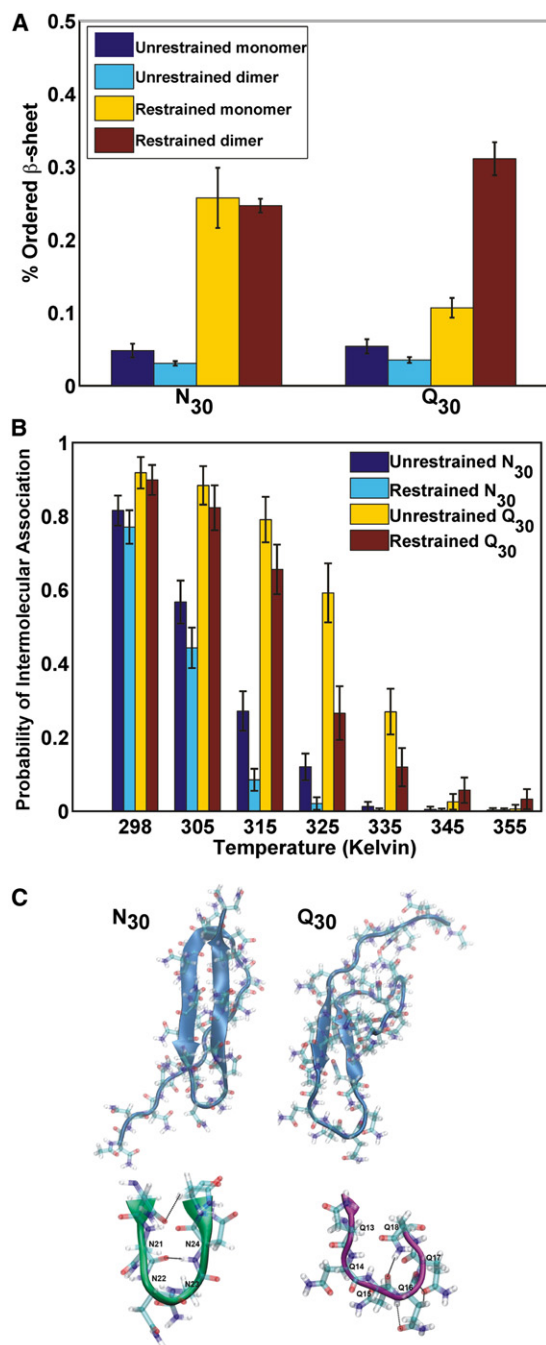 A
0.5
0.4
0.3
0.2
0.1
0
% Ordered β-sheet
Unrestrained monomer
Unrestrained dimer
Restrained monomer
Restrained dimer
N30
Q30
B
1
0.8
0.6
0.4
0.2
0
Probability of Intermolecular Association
Unrestrained N30
Restrained N30
Unrestrained Q30
Restrained Q30
298 305 315 325 335 345 355
Temperature (Kelvin)
C
N30
Q30
N21 N24
N22 N23
Q13 Q18
Q14 Q17
Q15 Q16